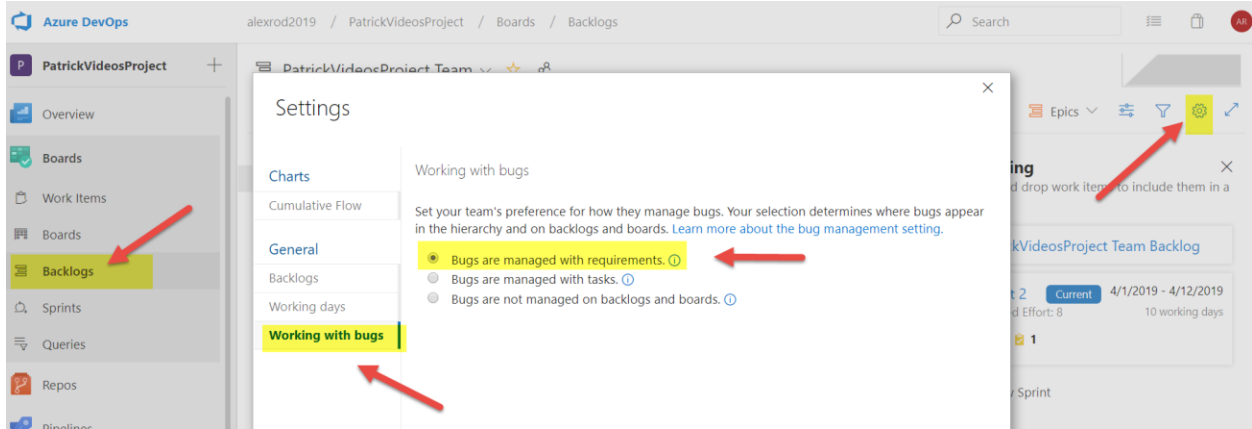 Azure DevOps
alexrod2019 / PatrickVideosProject / Boards / Backlogs
Search
AR
P PatrickVideosProject
PatrickVideosProject Team
Overview
Boards
Work Items
Boards
Backlogs
Sprints
Queries
Repos
Pipelines
Epics
Settings
Charts
Cumulative Flow
General
Backlogs
Working days
Working with bugs
Working with bugs
Set your team's preference for how they manage bugs. Your selection determines where bugs appear
in the hierarchy and on backlogs and boards. Learn more about the bug management setting.
Bugs are managed with requirements.
Bugs are managed with tasks.
Bugs are not managed on backlogs and boards.
ing
d drop work items to include them in a
kVideosProject Team Backlog
t 2 Current 4/1/2019 - 4/12/2019
d Effort: 8 10 working days
1
Sprint